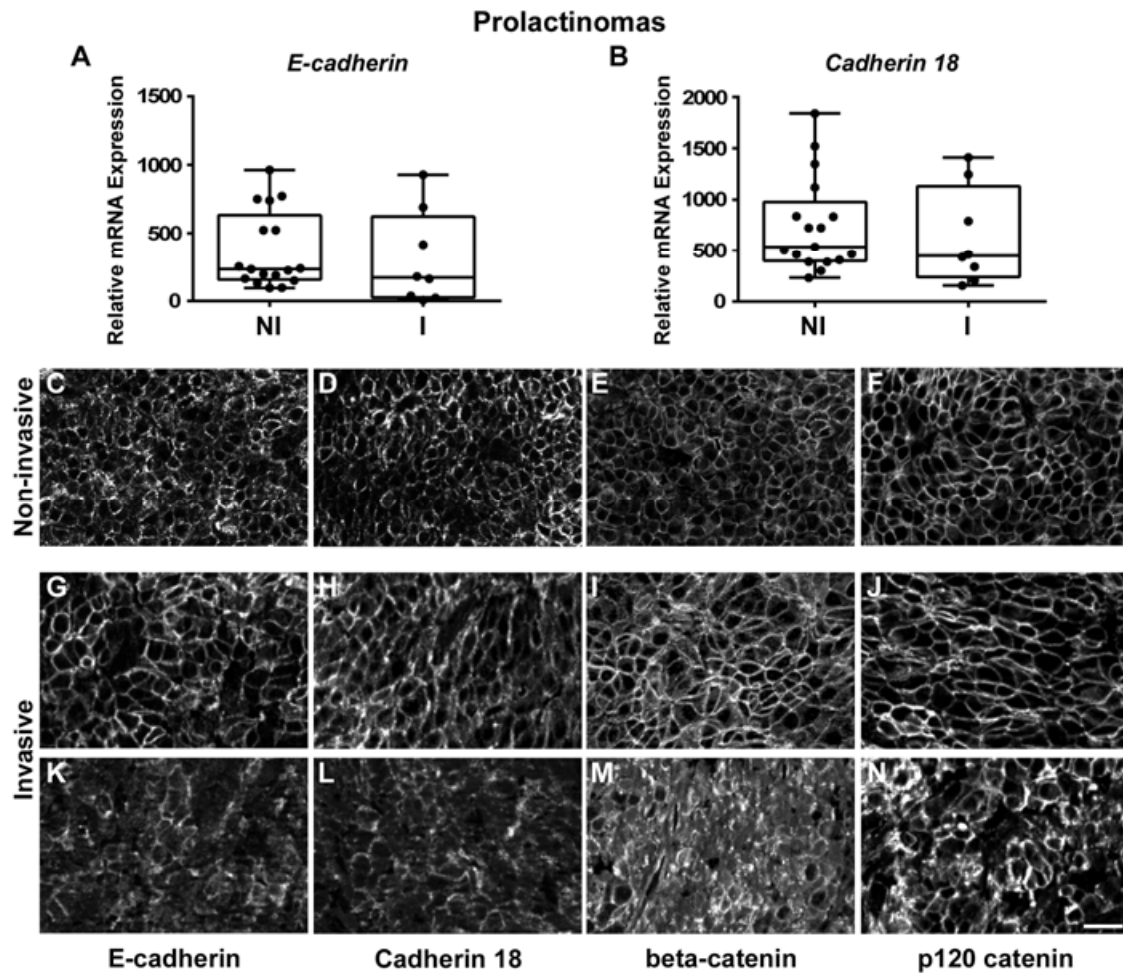 Prolactinomas
A
E-cadherin
Relative mRNA Expression
1500
1000
500
0
NI
I
B
Cadherin 18
Relative mRNA Expression
2000
1500
1000
500
0
NI
I
Non-invasive
C
D
E
F
Invasive
G
H
I
J
K
L
M
N
E-cadherin
Cadherin 18
beta-catenin
p120 catenin